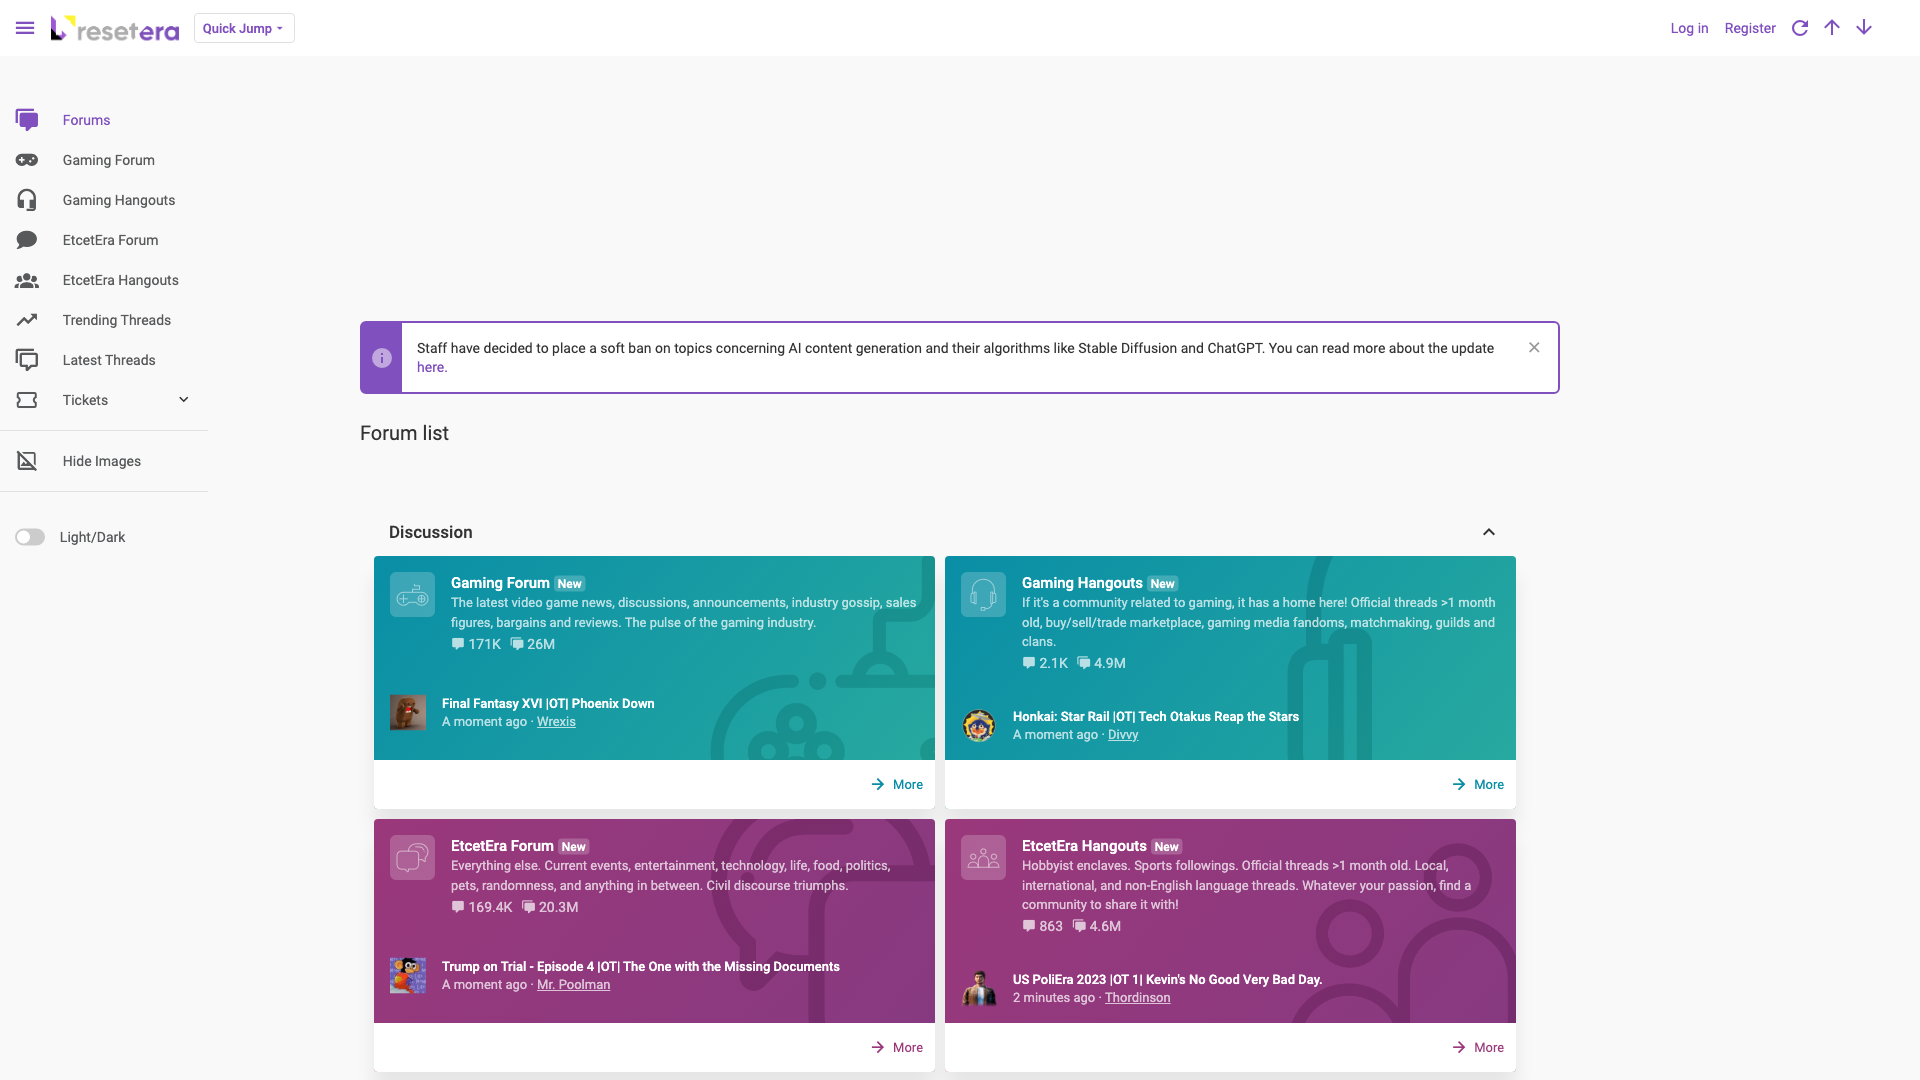 resetera
Quick Jump
Log in
Register
Forums
Gaming Forum
Gaming Hangouts
EtcetEra Forum
EtcetEra Hangouts
Trending Threads
Latest Threads
Tickets
Hide Images
Light/Dark
Staff have decided to place a soft ban on topics concerning AI content generation and their algorithms like Stable Diffusion and ChatGPT. You can read more about the update
here.
Forum list
Discussion
Gaming Forum New
The latest video game news, discussions, announcements, industry gossip, sales
figures, bargains and reviews. The pulse of the gaming industry.
171K 26M
Final Fantasy XVI |OT| Phoenix Down
A moment ago · Wrexis
More
Gaming Hangouts New
If it's a community related to gaming, it has a home here! Official threads >1 month
old, buy/sell/trade marketplace, gaming media fandoms, matchmaking, guilds and
clans.
2.1K 4.9M
Honkai: Star Rail |OT| Tech Otakus Reap the Stars
A moment ago · Divvy
More
EtcetEra Forum New
Everything else. Current events, entertainment, technology, life, food, politics,
pets, randomness, and anything in between. Civil discourse triumphs.
169.4K 20.3M
Trump on Trial - Episode 4 |OT| The One with the Missing Documents
A moment ago · Mr. Poolman
More
EtcetEra Hangouts New
Hobbyist enclaves. Sports followings. Official threads >1 month old. Local,
international, and non-English language threads. Whatever your passion, find a
community to share it with!
863 4.6M
US PoliEra 2023 |OT 1| Kevin's No Good Very Bad Day.
2 minutes ago · Thordinson
More